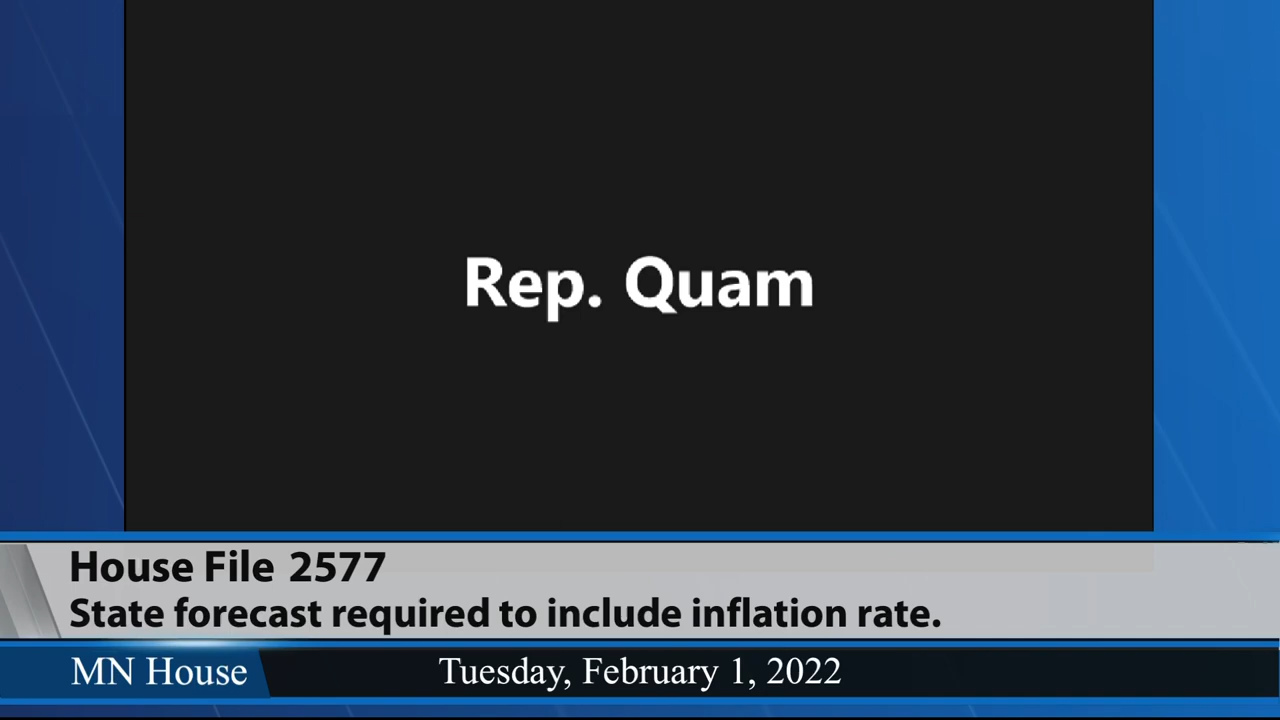 Rep. Quam
House File 2577
State forecast required to include inflation rate.
MN House
Tuesday, February 1, 2022